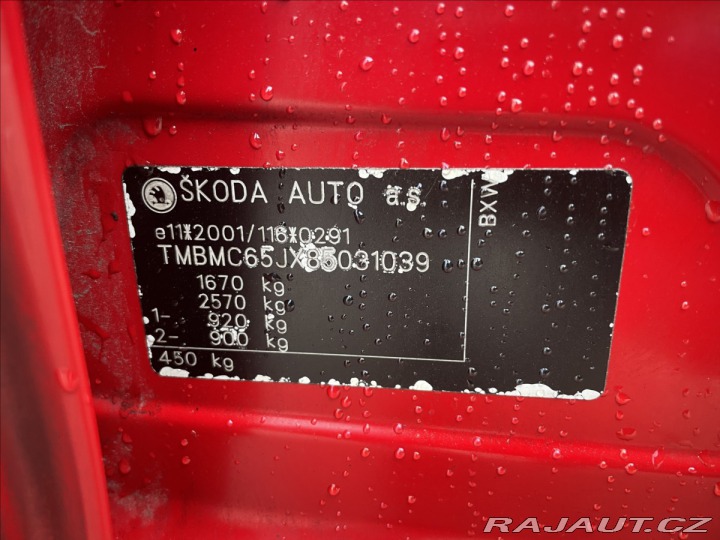 ŠKODA AUTO a.s.
e11*2001/116*0291
TMBMC65JX85031039
1670 kg
2570 kg
1- 920 kg
2- 900 kg
450 kg
BXW
RAJAUT.CZ